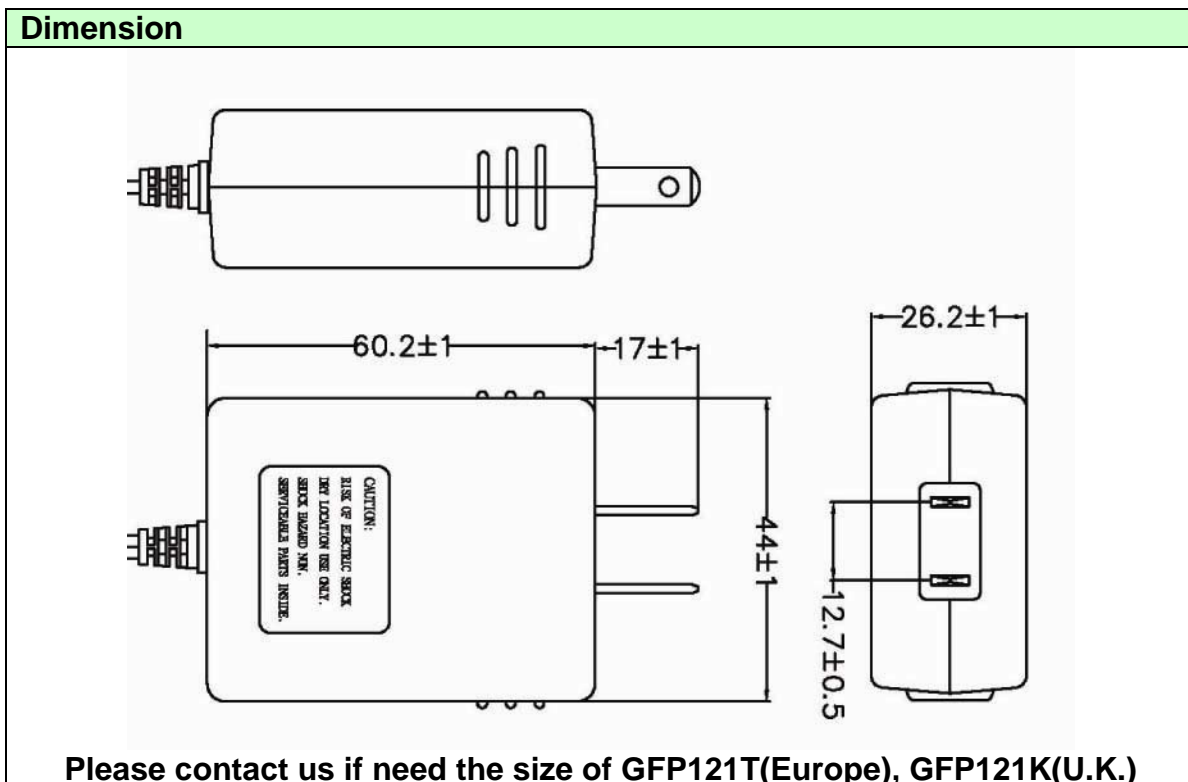 Dimension
60.2±1
17±1
26.2±1
44±1
12.7±0.5
CAUTION:
RISK OF ELECTRIC SHOCK
DRY LOCATION USE ONLY.
SHOCK HAZARD NON.
SERVICEABLE PARTS INSIDE.
Please contact us if need the size of GFP121T(Europe), GFP121K(U.K.)